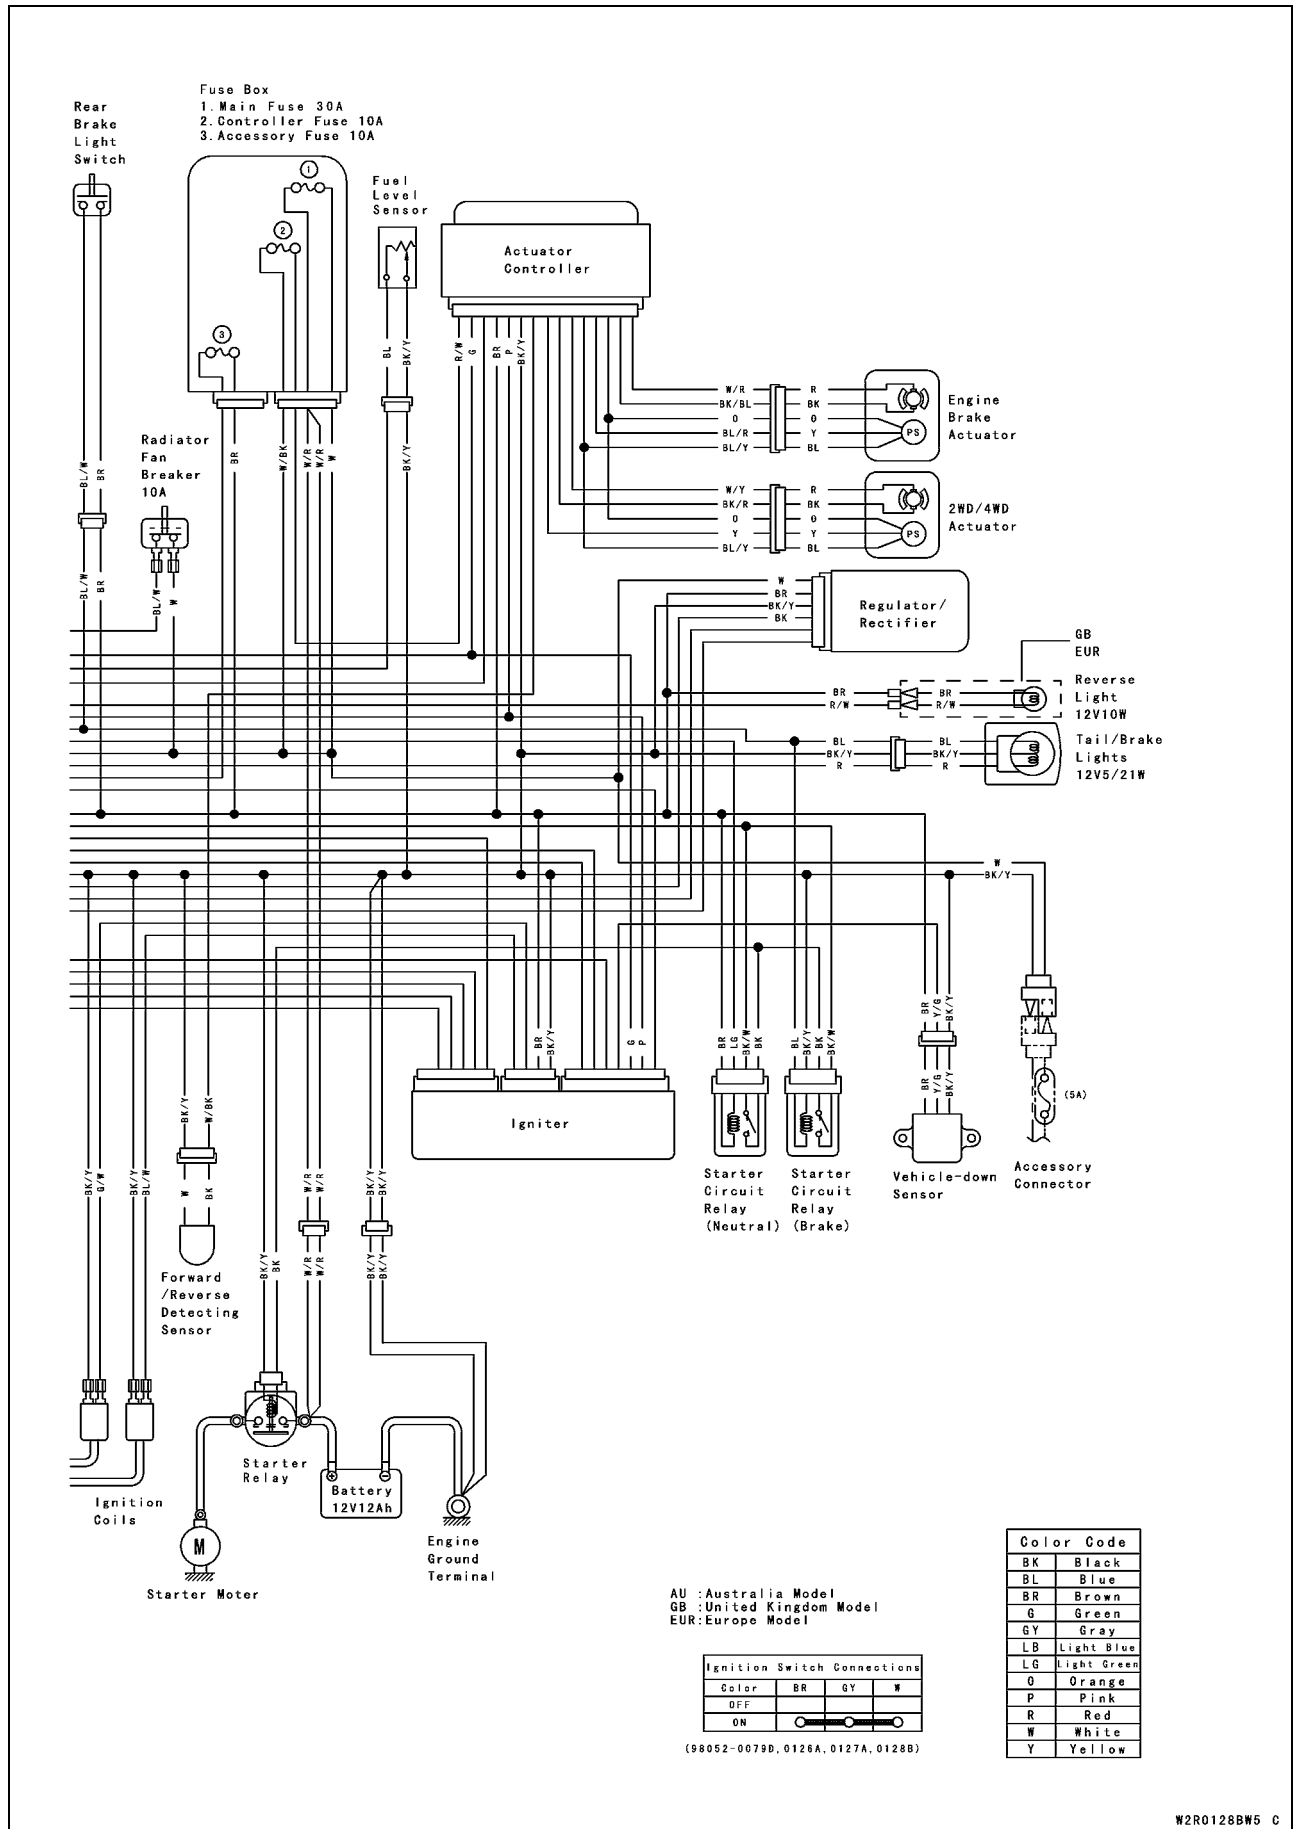 Fuse Box
1.Main Fuse 30A
2.Controller Fuse 10A
3.Accessory Fuse 10A
Rear
Brake
Light
Switch
1
2
3
Fuel
Level
Sensor
Actuator
Controller
BL
BK/Y
R/W
G
BR
P
BK/Y
W/R
BK/BL
O
BL/R
BL/Y
R
BK
O
Y
BL
PS
Engine
Brake
Actuator
Radiator
Fan
Breaker
10A
BL/W
BR
BR
W/BK
W/R
W/R
W
BK/Y
W/Y
BK/R
O
Y
BL/Y
R
BK
O
Y
BL
PS
2WD/4WD
Actuator
BL/W
BR
BL/W
W
W
BR
BK/Y
BK
Regulator/
Rectifier
GB
EUR
BR
R/W
BR
R/W
Reverse
Light
12V10W
BL
BK/Y
R
BL
BK/Y
R
Tail/Brake
Lights
12V5/21W
W
BK/Y
BR
BK/Y
G
P
BR
LG
BK/W
BK
BL
BK/Y
BK
BK/W
BR
Y/G
BK/Y
BR
Y/G
BK/Y
(5A)
Igniter
BK/Y
W/BK
W
BK
BK/Y
G/W
BK/Y
BL/W
W/R
W/R
BK/Y
BK/Y
Starter
Circuit
Relay
(Neutral)
Starter
Circuit
Relay
(Brake)
Vehicle-down
Sensor
Accessory
Connector
BK/Y
BK
W/R
W/R
BK/Y
BK/Y
Forward
/Reverse
Detecting
Sensor
Starter
Relay
Battery
12V12Ah
Ignition
Coils
M
Starter Moter
Engine
Ground
Terminal
AU :Australia Model
GB :United Kingdom Model
EUR:Europe Model
Ignition Switch Connections
Color BR GY W
OFF
ON
(98052-0079D,0126A,0127A,0128B)
Color Code
BK Black
BL Blue
BR Brown
G Green
GY Gray
LB Light Blue
LG Light Green
O Orange
P Pink
R Red
W White
Y Yellow
W2R0128BW5 C